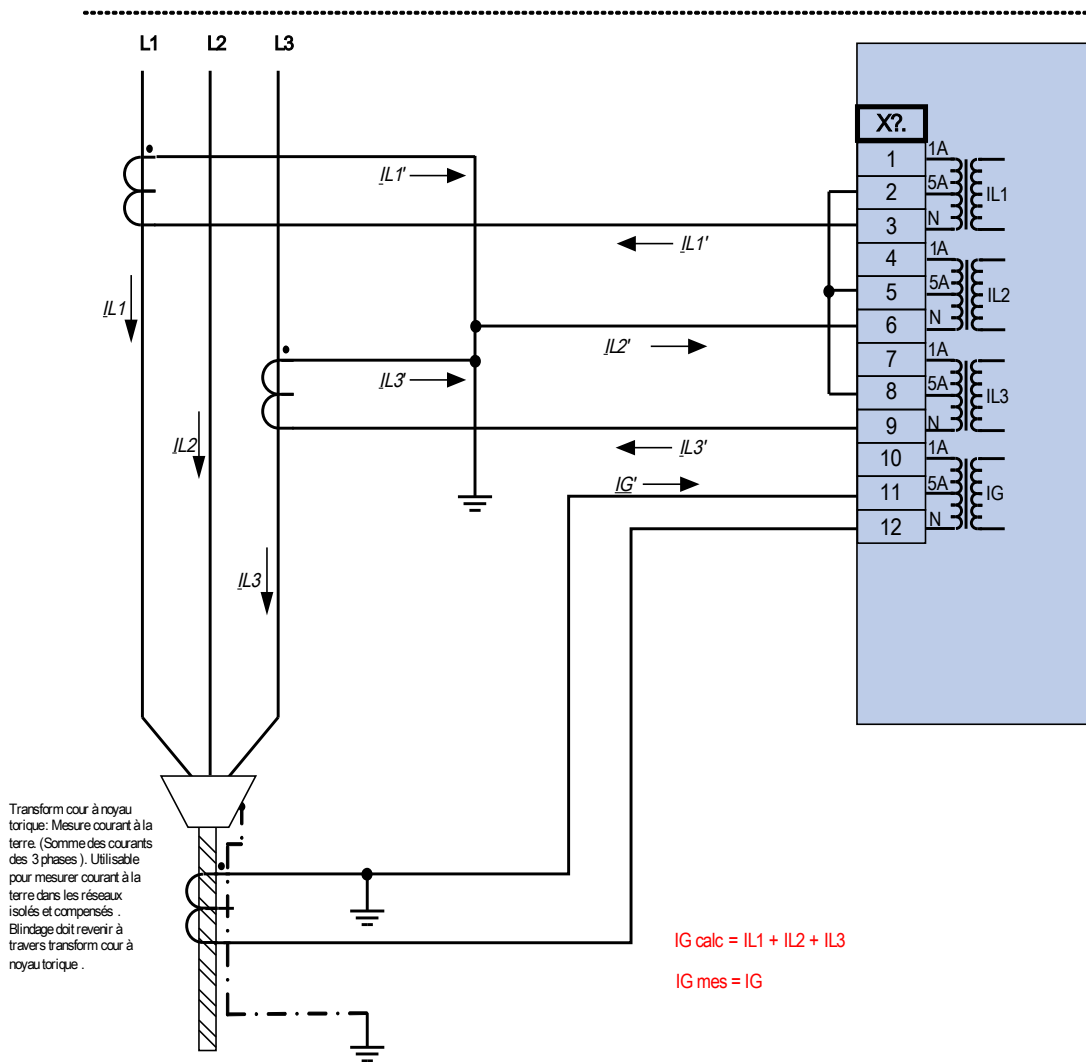 L1 L2 L3
X?.
1 1A
2 5A IL1
3 N
4 1A
5 5A IL2
6 N
7 1A
8 5A IL3
9 N
10 1A
11 5A IG
12 N
IL1'
IL1'
IL1
IL2'
IL3'
IL2
IL3'
IG'
IL3
Transform cour à noyau
torique: Mesure courant à la
terre. (Somme des courants
des 3 phases ). Utilisable
pour mesurer courant à la
terre dans les réseaux
isolés et compensés .
Blindage doit revenir à
travers transform cour à
noyau torique .
IG calc = IL1 + IL2 + IL3
IG mes = IG